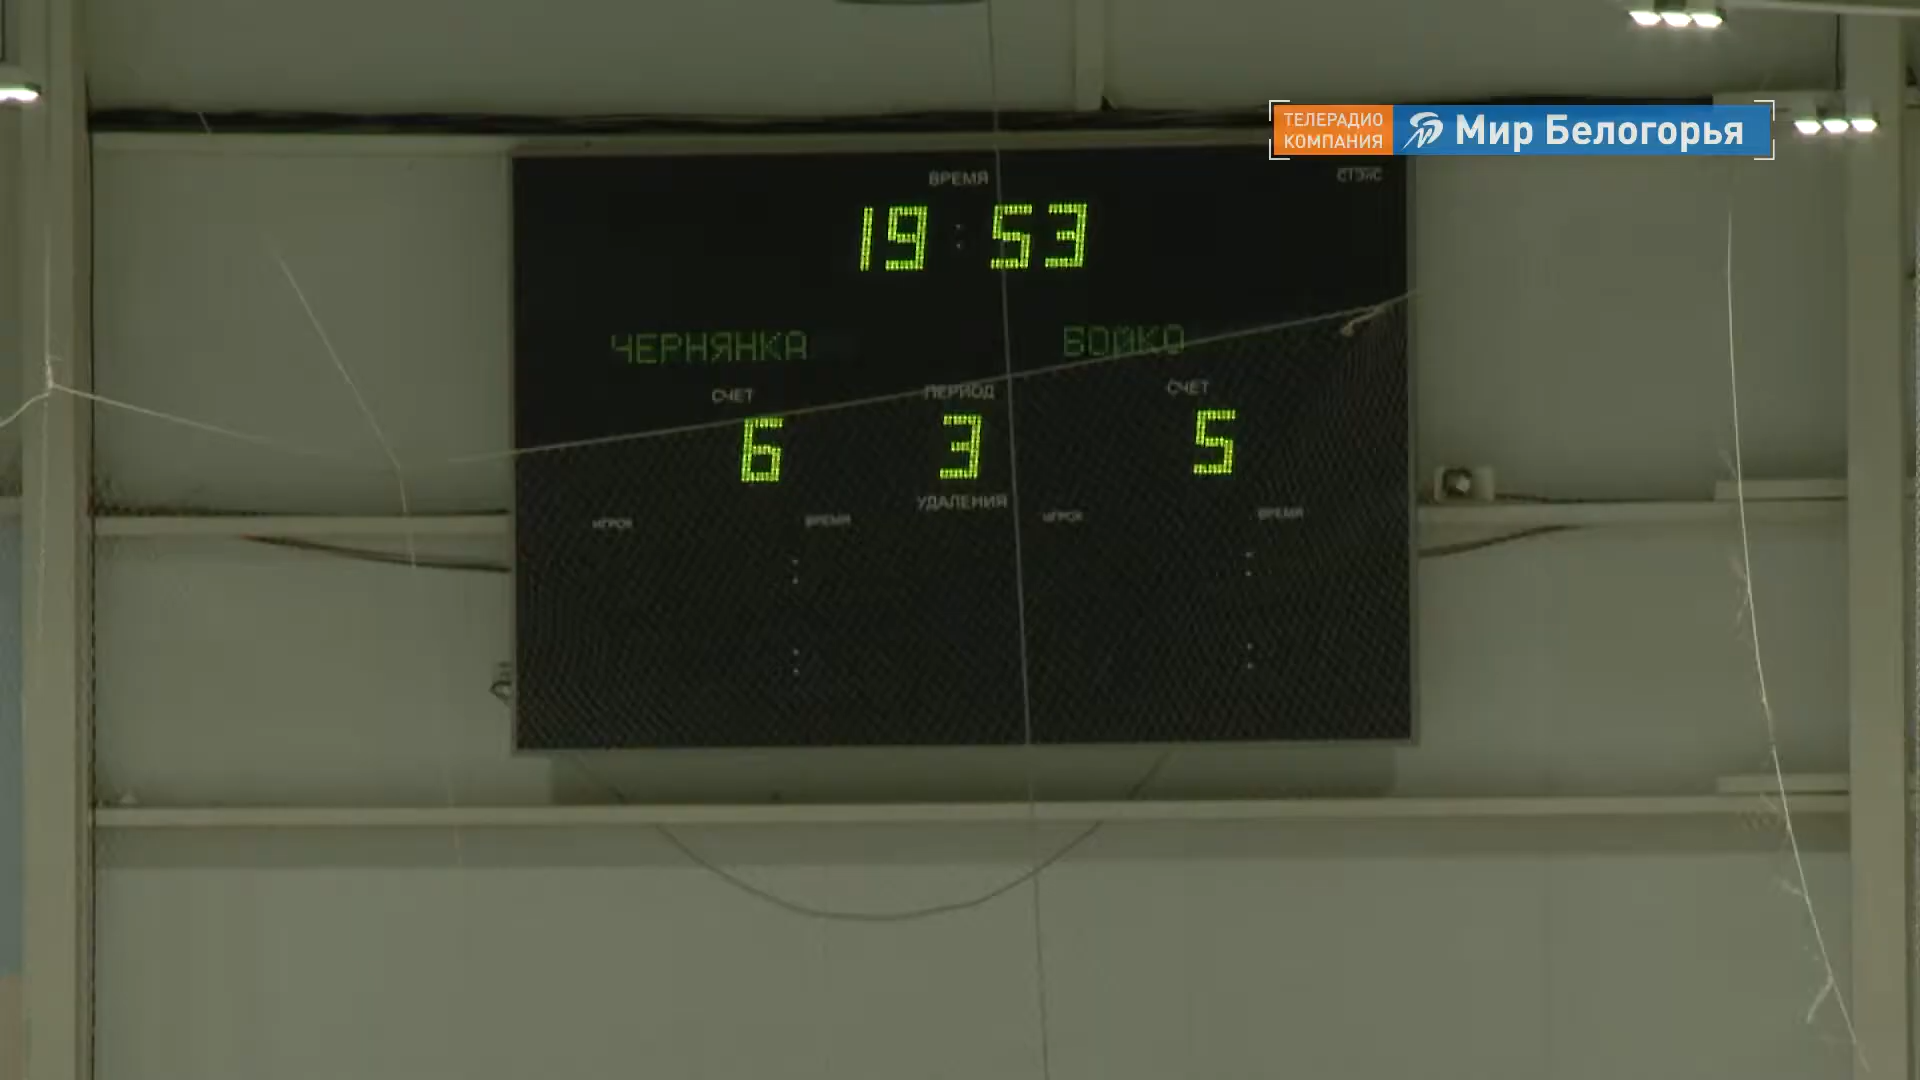 ТЕЛЕРАДИО
КОМПАНИЯ
Мир Белогорья
ВРЕМЯ
СТЭЛС
19:53
ЧЕРНЯНКА
БОЙКО
СЧЕТ
ПЕРИОД
СЧЕТ
6
3
5
УДАЛЕНИЯ
ИГРОК
ВРЕМЯ
ИГРОК
ВРЕМЯ